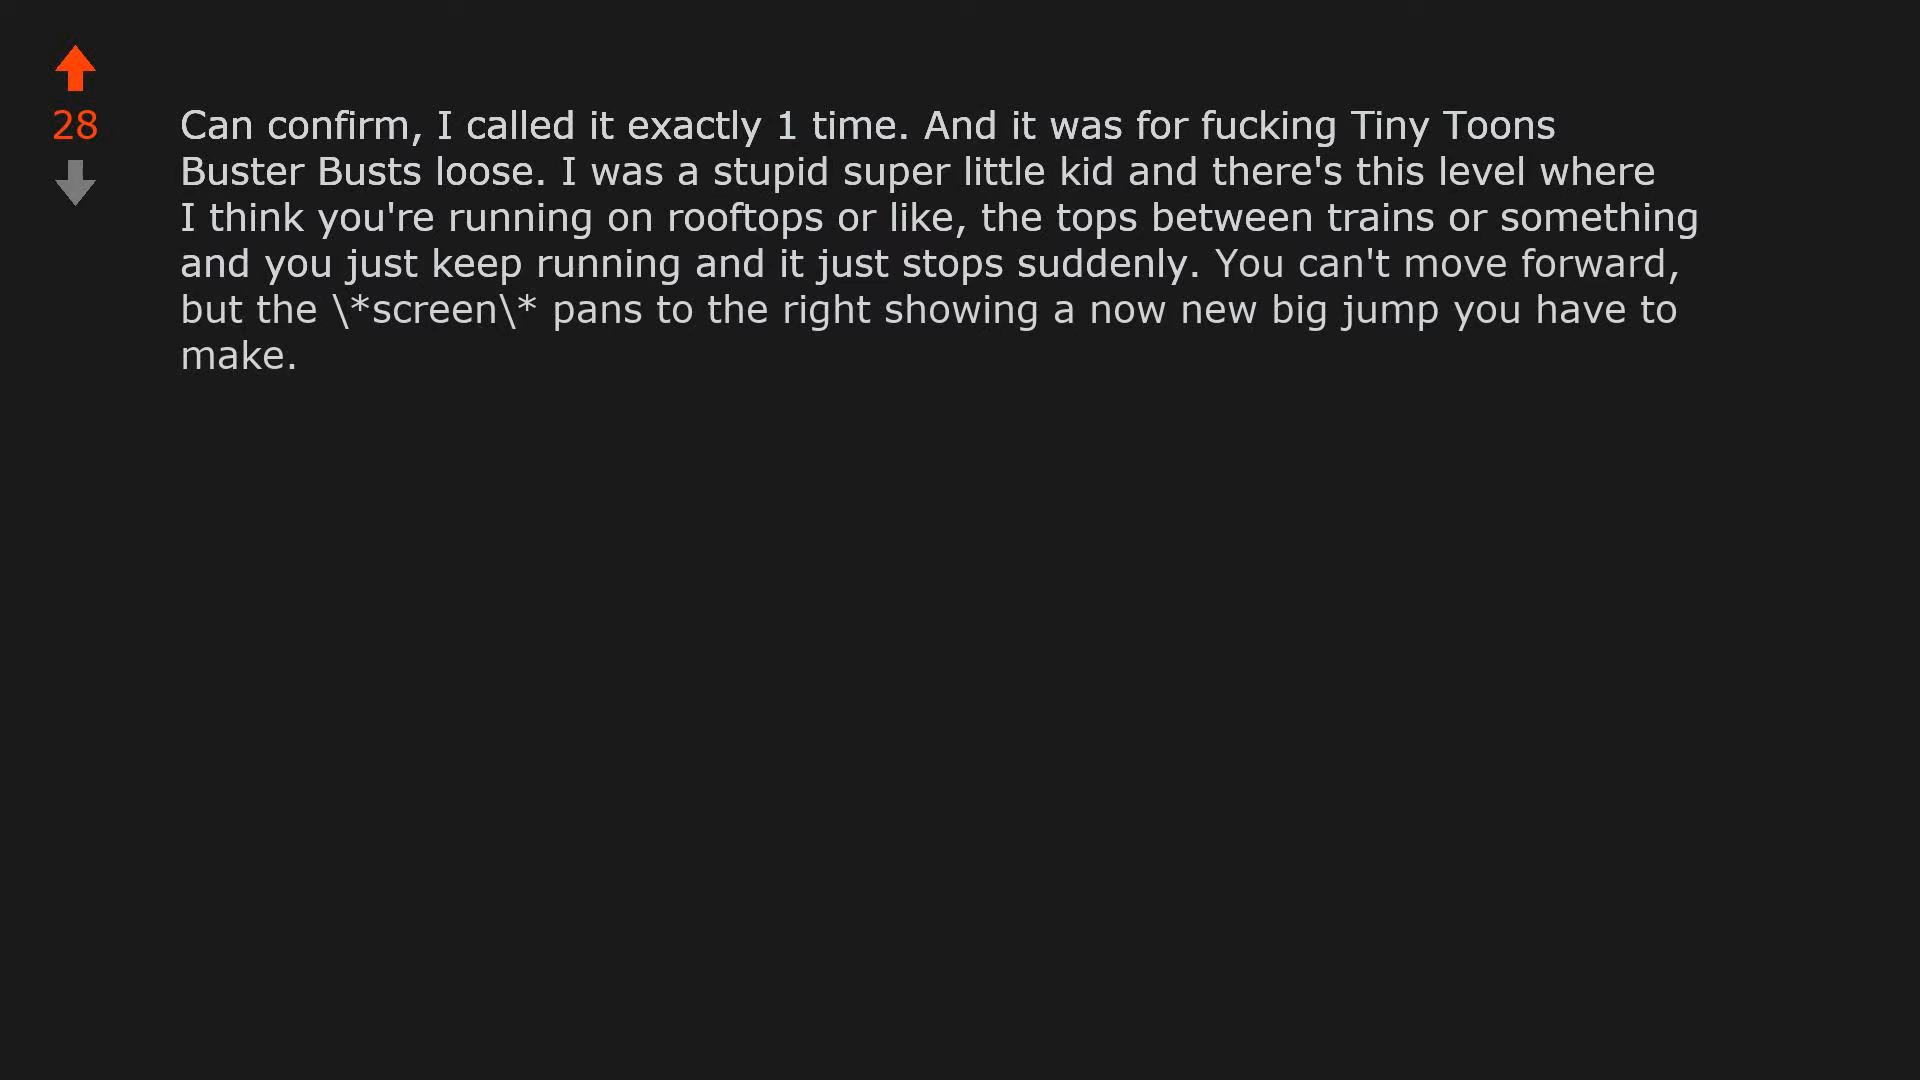 28
Can confirm, I called it exactly 1 time. And it was for fucking Tiny Toons
Buster Busts loose. I was a stupid super little kid and there's this level where
I think you're running on rooftops or like, the tops between trains or something
and you just keep running and it just stops suddenly. You can't move forward,
but the \*screen\* pans to the right showing a now new big jump you have to
make.